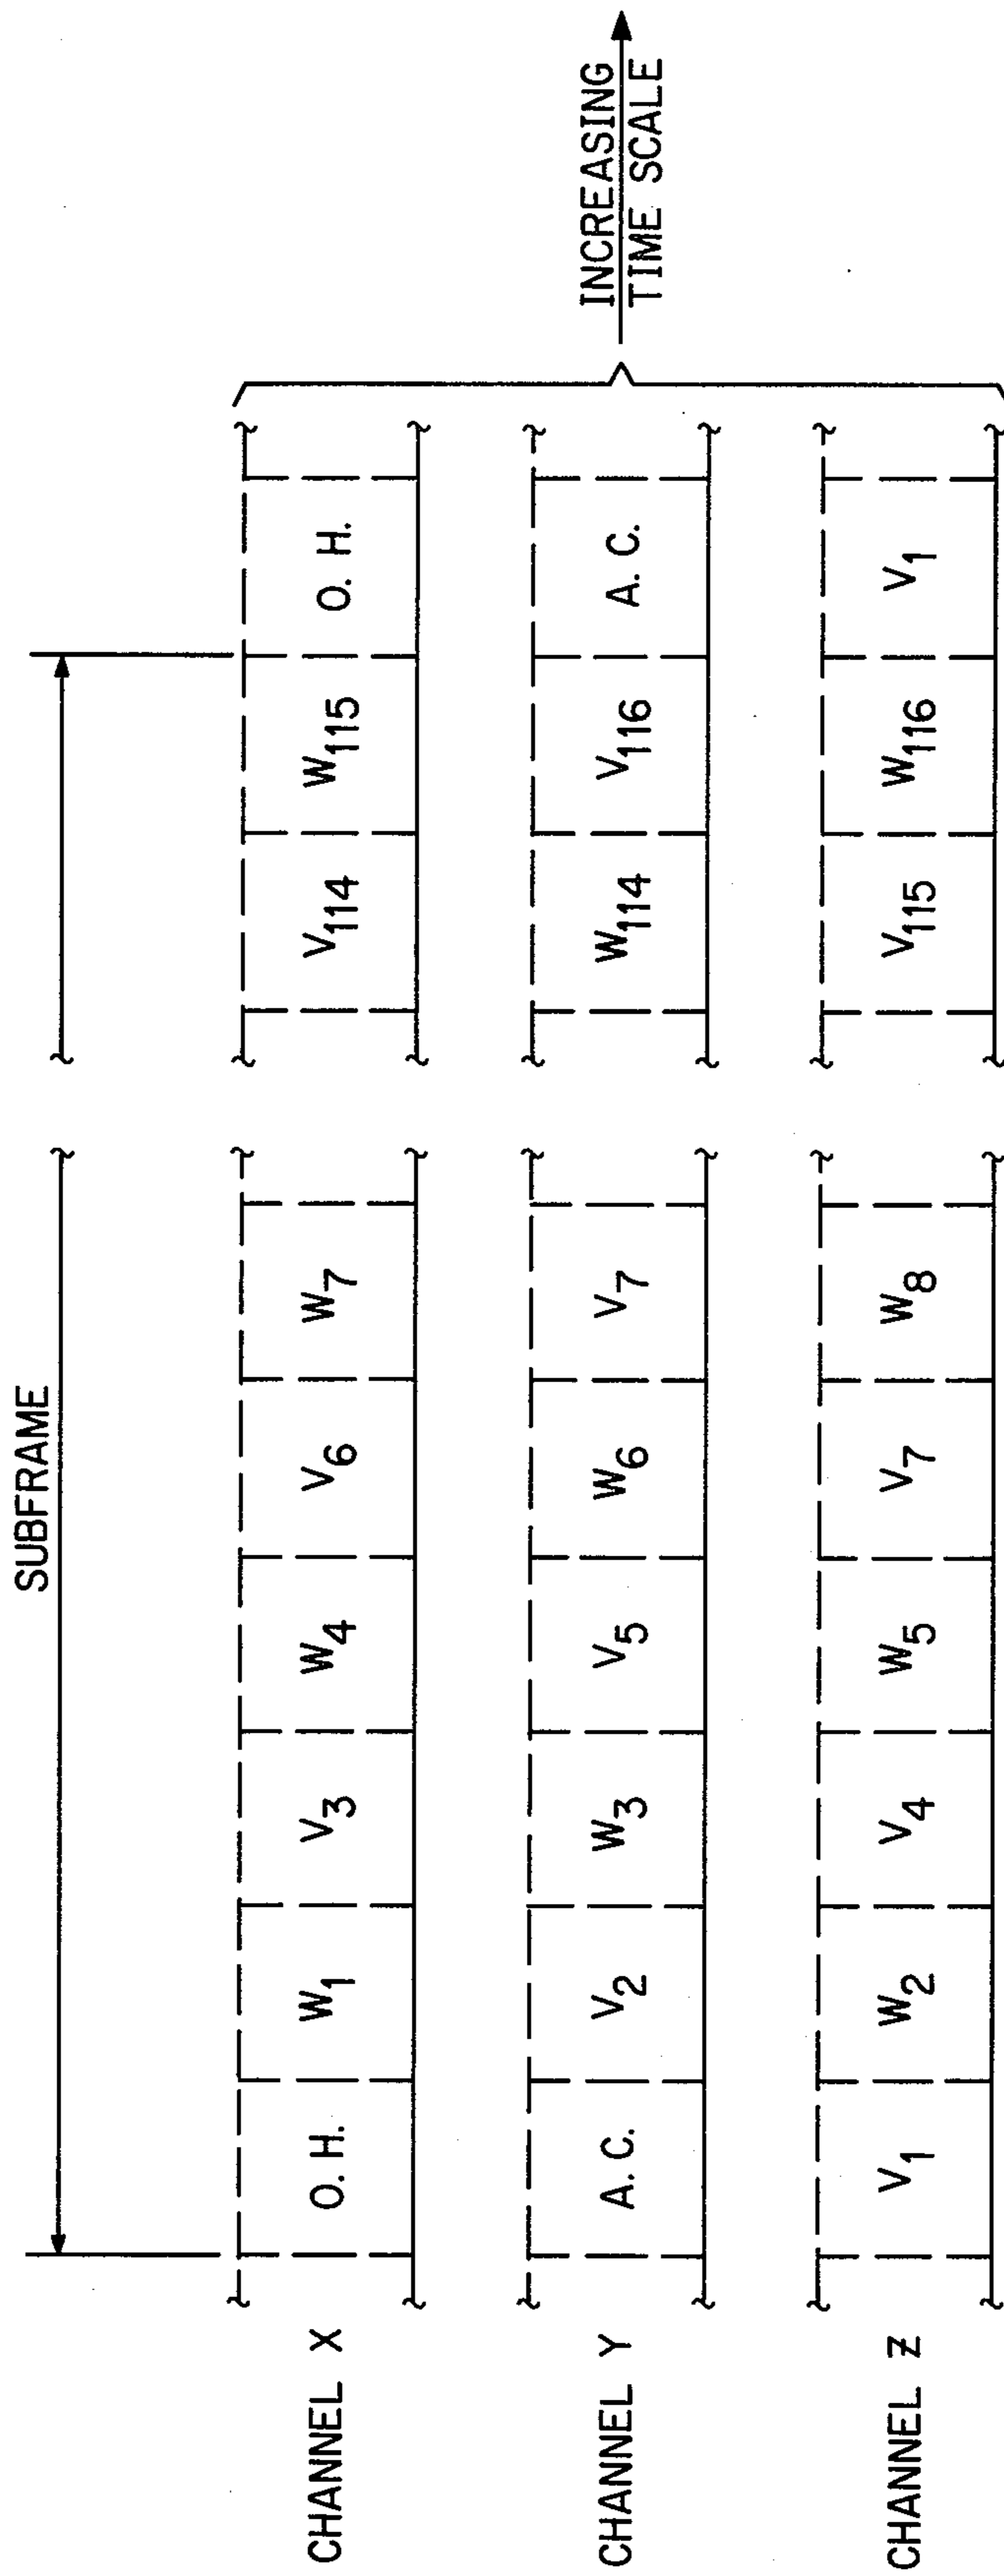 SUBFRAME
CHANNEL X
O. H.
W1
V3
W4
V6
W7
V114
W115
O. H.
CHANNEL Y
A. C.
V2
W3
V5
W6
V7
W114
V116
A. C.
CHANNEL Z
V1
W2
V4
W5
V7
W8
V115
W116
V1
INCREASING
TIME SCALE